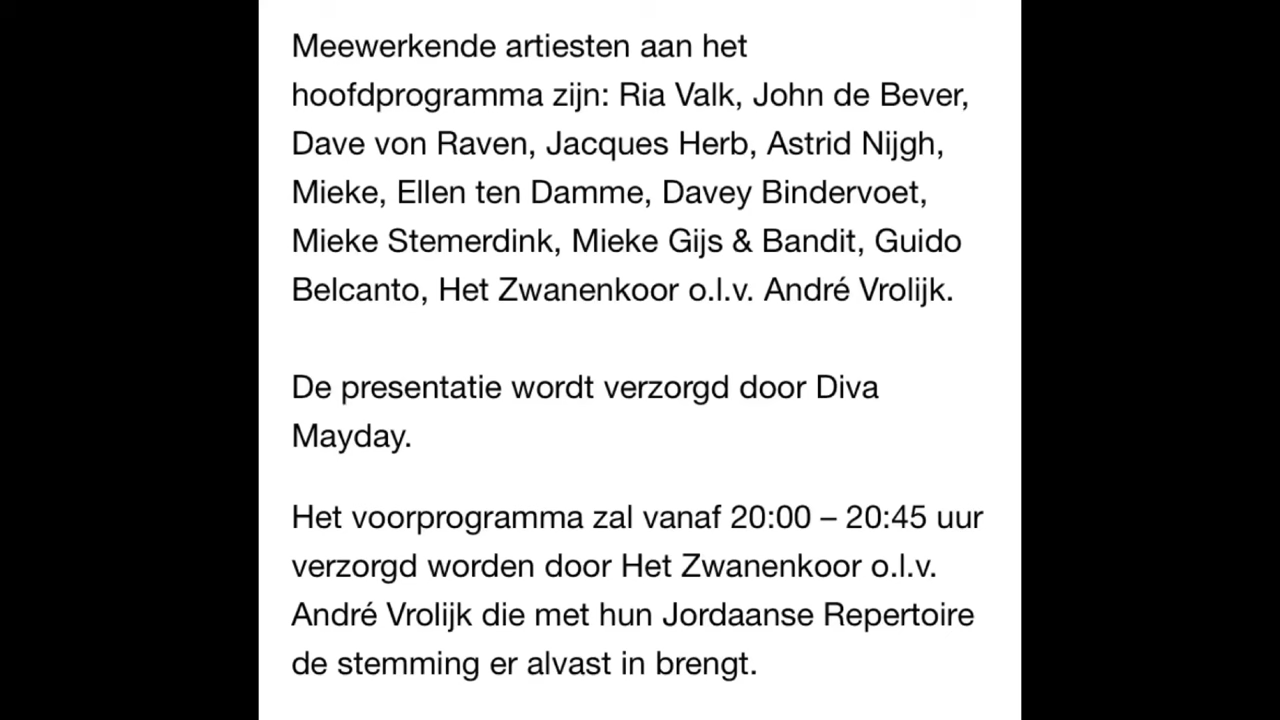 Meewerkende artiesten aan het
hoofdprogramma zijn: Ria Valk, John de Bever,
Dave von Raven, Jacques Herb, Astrid Nijgh,
Mieke, Ellen ten Damme, Davey Bindervoet,
Mieke Stemerdink, Mieke Gijs & Bandit, Guido
Belcanto, Het Zwanenkoor o.l.v. André Vrolijk.
De presentatie wordt verzorgd door Diva
Mayday.
Het voorprogramma zal vanaf 20:00 – 20:45 uur
verzorgd worden door Het Zwanenkoor o.l.v.
André Vrolijk die met hun Jordaanse Repertoire
de stemming er alvast in brengt.